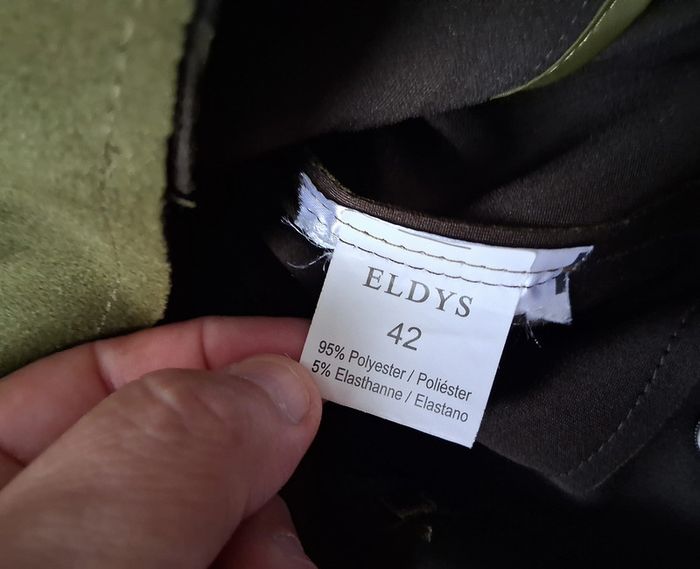 ELDYS
42
95% Polyester / Poliéster
5% Elasthanne / Elastano